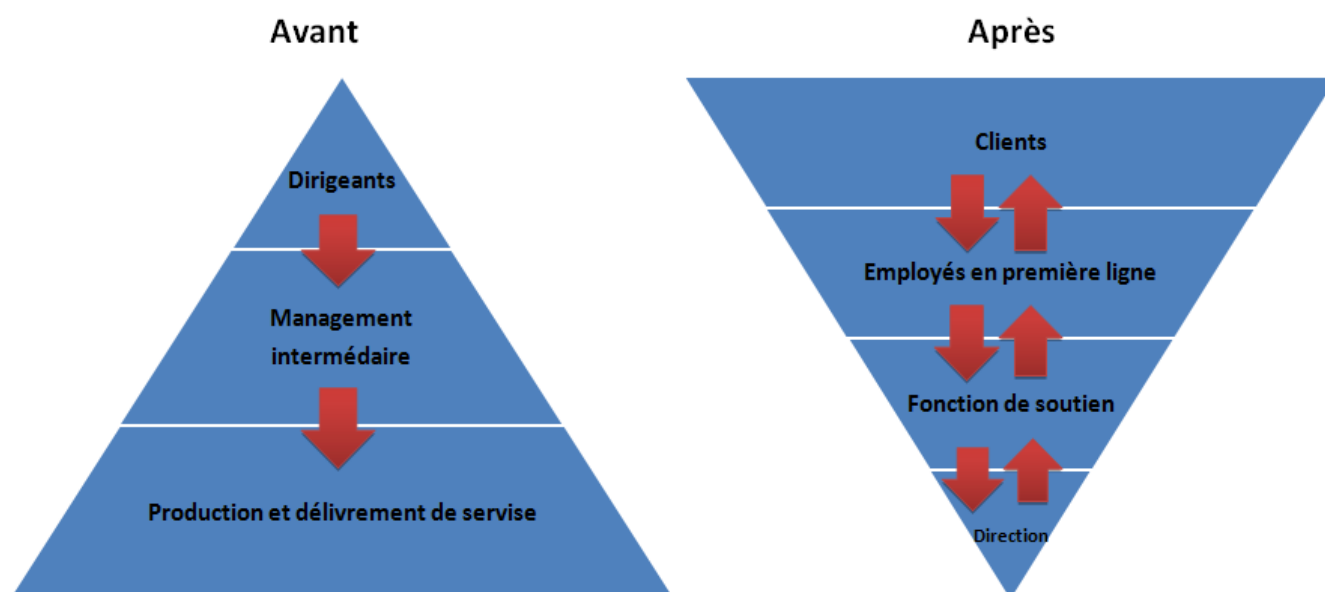 Avant
Après
Dirigeants
Management
intermédaire
Production et délivrement de servise
Clients
Employés en première ligne
Fonction de soutien
Direction